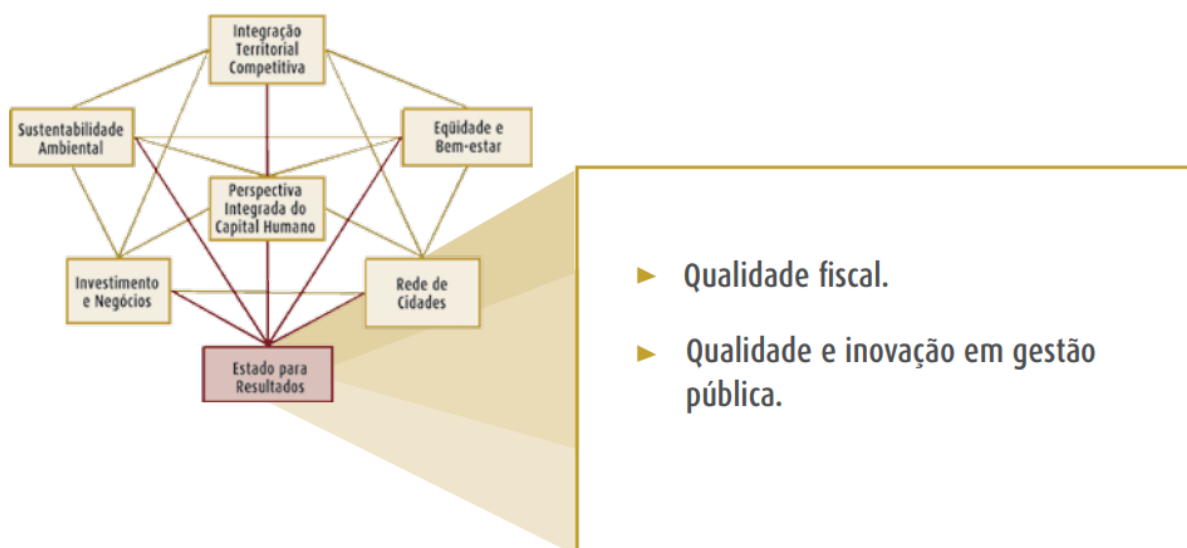 Integração
Territorial
Competitiva
Sustentabilidade
Ambiental
Eqüidade e
Bem-estar
Perspectiva
Integrada do
Capital Humano
Investimento
e Negócios
Rede de
Cidades
Estado para
Resultados
► Qualidade fiscal.
► Qualidade e inovação em gestão
pública.